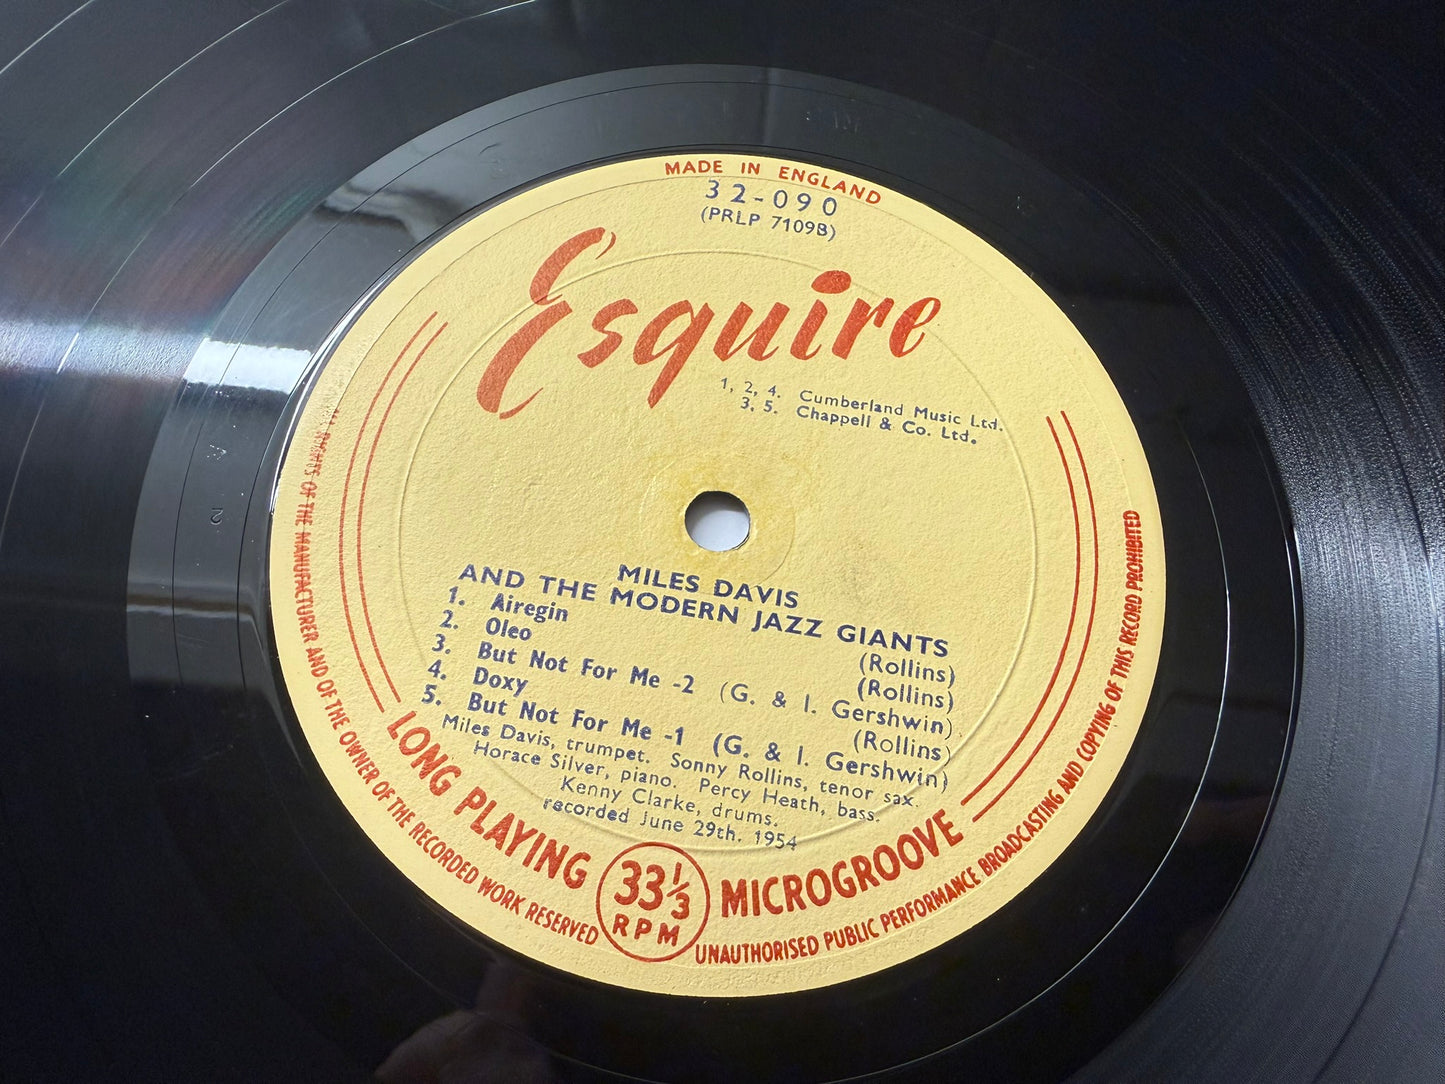 MADE IN ENGLAND
32-090
(PRLP 7109B)
Esquire
1, 2, 4. Cumberland Music Ltd.
3, 5. Chappell & Co. Ltd.
MILES DAVIS
AND THE MODERN JAZZ GIANTS
1. Airegin (Rollins)
2. Oleo (Rollins)
3. But Not For Me -2 (G. & I. Gershwin)
4. Doxy (Rollins)
5. But Not For Me -1 (G. & I. Gershwin)
Miles Davis, trumpet. Sonny Rollins, tenor sax.
Horace Silver, piano. Percy Heath, bass.
Kenny Clarke, drums.
recorded June 29th. 1954
LONG PLAYING 33 1/3 RPM MICROGROOVE
ALL RIGHTS OF THE MANUFACTURER AND OF THE OWNER OF THE RECORDED WORK RESERVED
UNAUTHORISED PUBLIC PERFORMANCE BROADCASTING AND COPYING OF THIS RECORD PROHIBITED
2